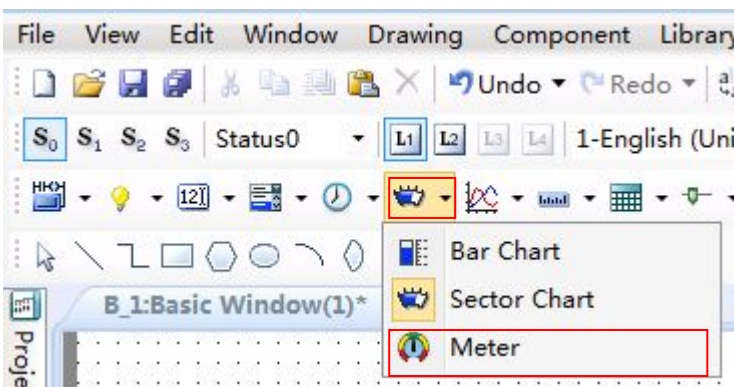 File View Edit Window Drawing Component Library
Undo Redo
S0 S1 S2 S3 Status0 L1 L2 L3 L4 1-English (Uni
12
Bar Chart
B_1:Basic Window(1)*
Sector Chart
Proje
Meter